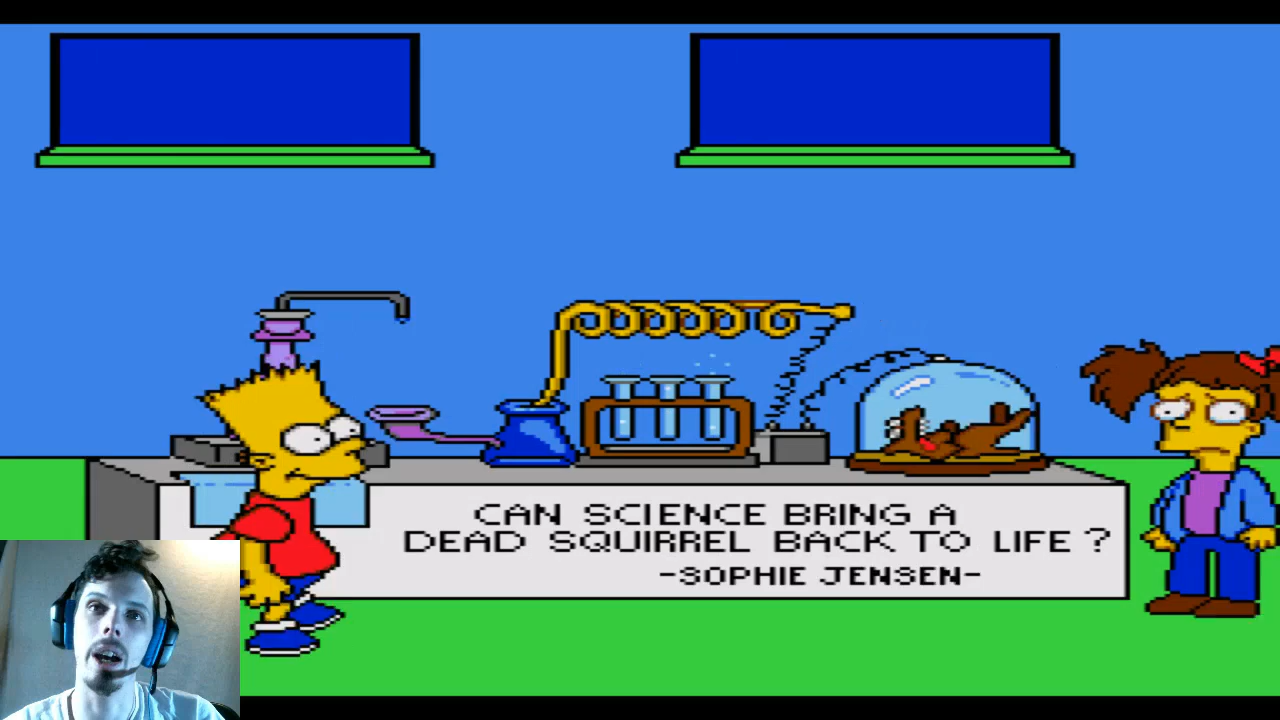 CAN SCIENCE BRING A
DEAD SQUIRREL BACK TO LIFE ?
-SOPHIE JENSEN-